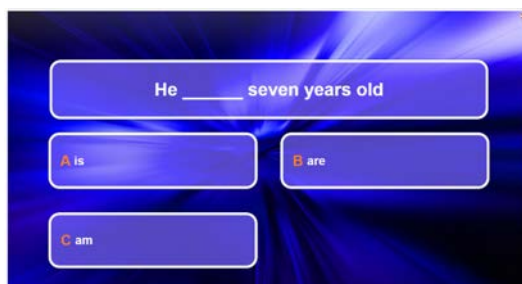 He ______ seven years old
A is
B are
C am